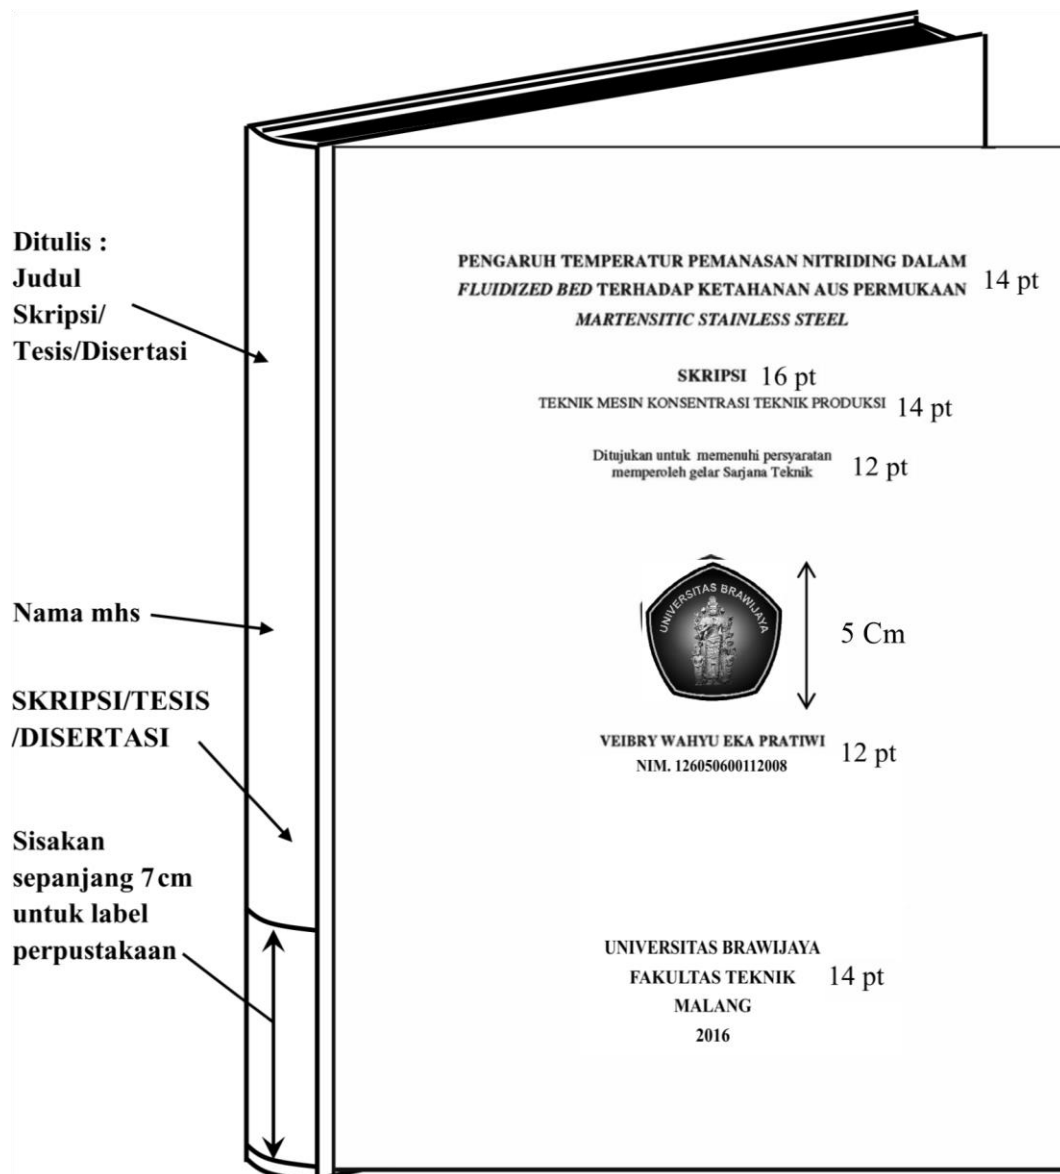 Ditulis :
Judul
Skripsi/
Tesis/Disertasi
Nama mhs
SKRIPSI/TESIS
/DISERTASI
Sisakan
sepanjang 7 cm
untuk label
perpustakaan
PENGARUH TEMPERATUR PEMANASAN NITRIDING DALAM
FLUIDIZED BED TERHADAP KETAHANAN AUS PERMUKAAN 14 pt
MARTENSITIC STAINLESS STEEL
SKRIPSI 16 pt
TEKNIK MESIN KONSENTRASI TEKNIK PRODUKSI 14 pt
Ditujukan untuk memenuhi persyaratan
memperoleh gelar Sarjana Teknik 12 pt
UNIVERSITAS BRAWIJAYA
5 Cm
VEIBRY WAHYU EKA PRATIWI 12 pt
NIM. 126050600112008
UNIVERSITAS BRAWIJAYA
FAKULTAS TEKNIK 14 pt
MALANG
2016